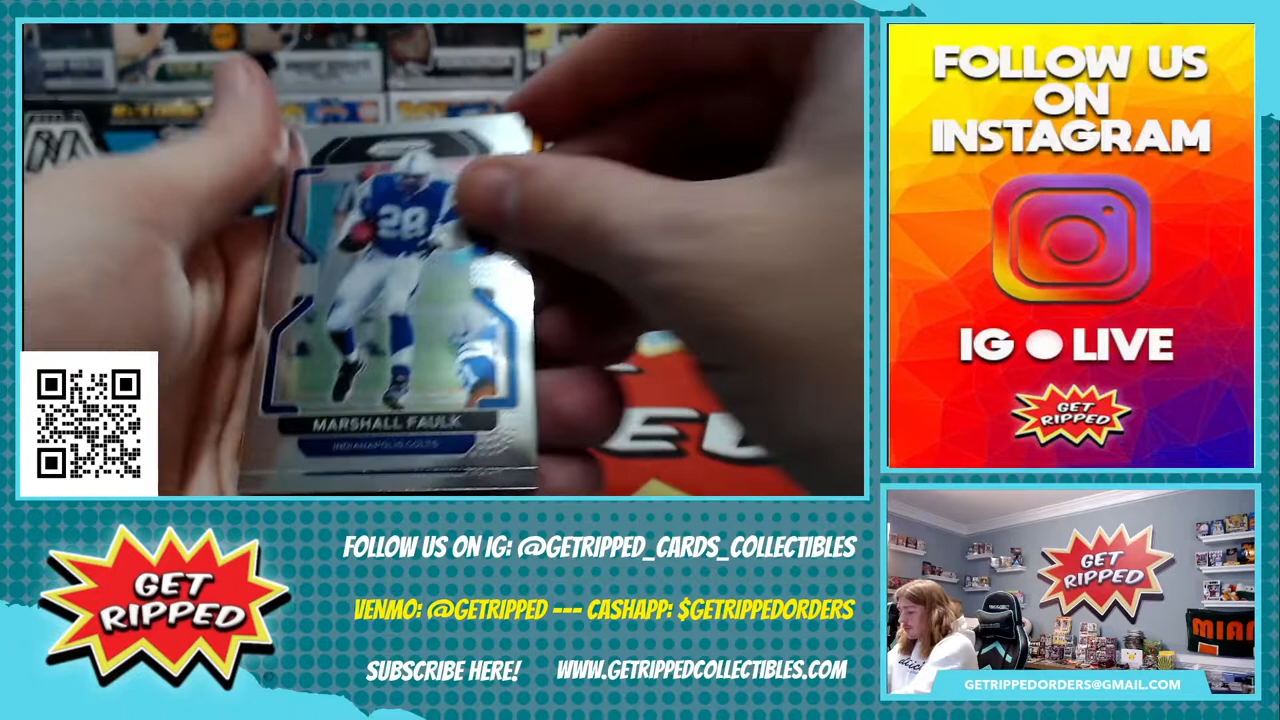 28
MARSHALL FAULK
INDIANAPOLIS COLTS
FOLLOW US
ON
INSTAGRAM
IG LIVE
GET
RIPPED
GET
RIPPED
FOLLOW US ON IG: @GETRIPPED_CARDS_COLLECTIBLES
VENMO: @GETRIPPED --- CASHAPP: $GETRIPPEDORDERS
SUBSCRIBE HERE!
WWW.GETRIPPEDCOLLECTIBLES.COM
GET
RIPPED
MIAMI
GETRIPPEDORDERS@GMAIL.COM